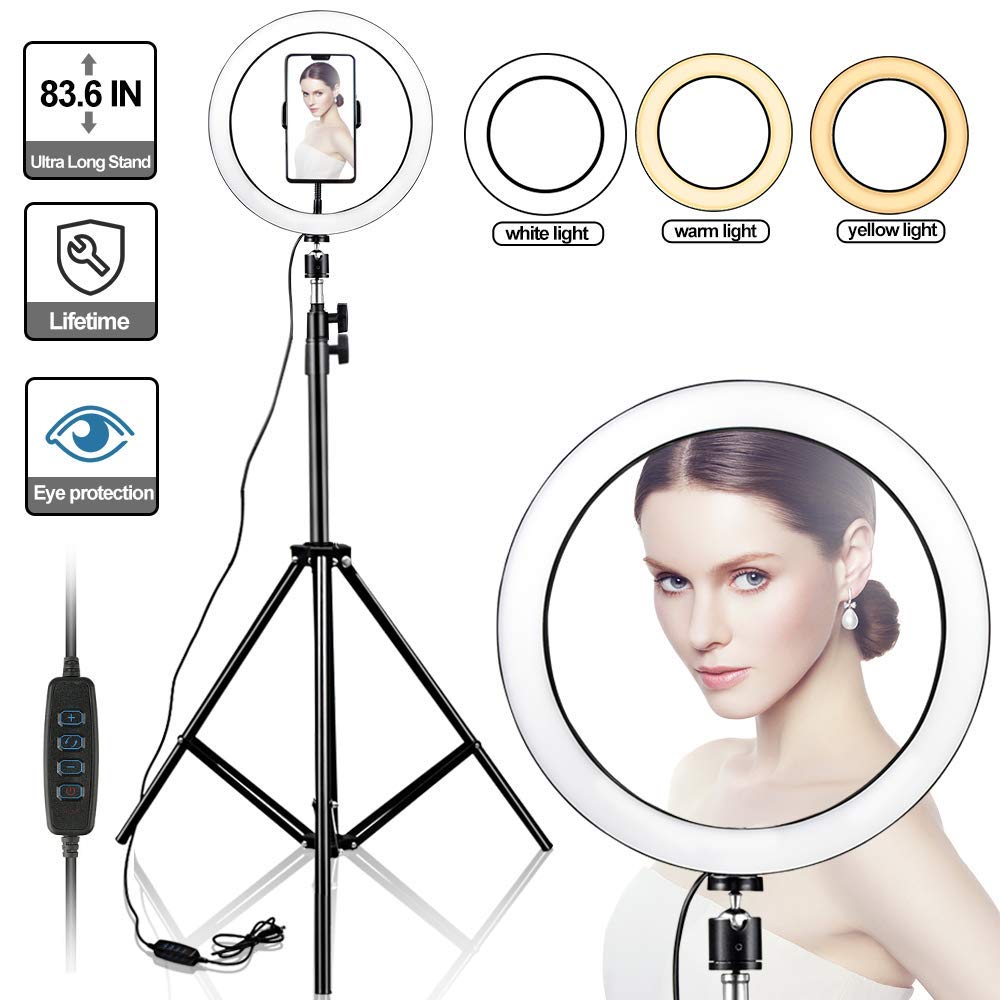 83.6 IN
Ultra Long Stand
Lifetime
Eye protection
white light
warm light
yellow light